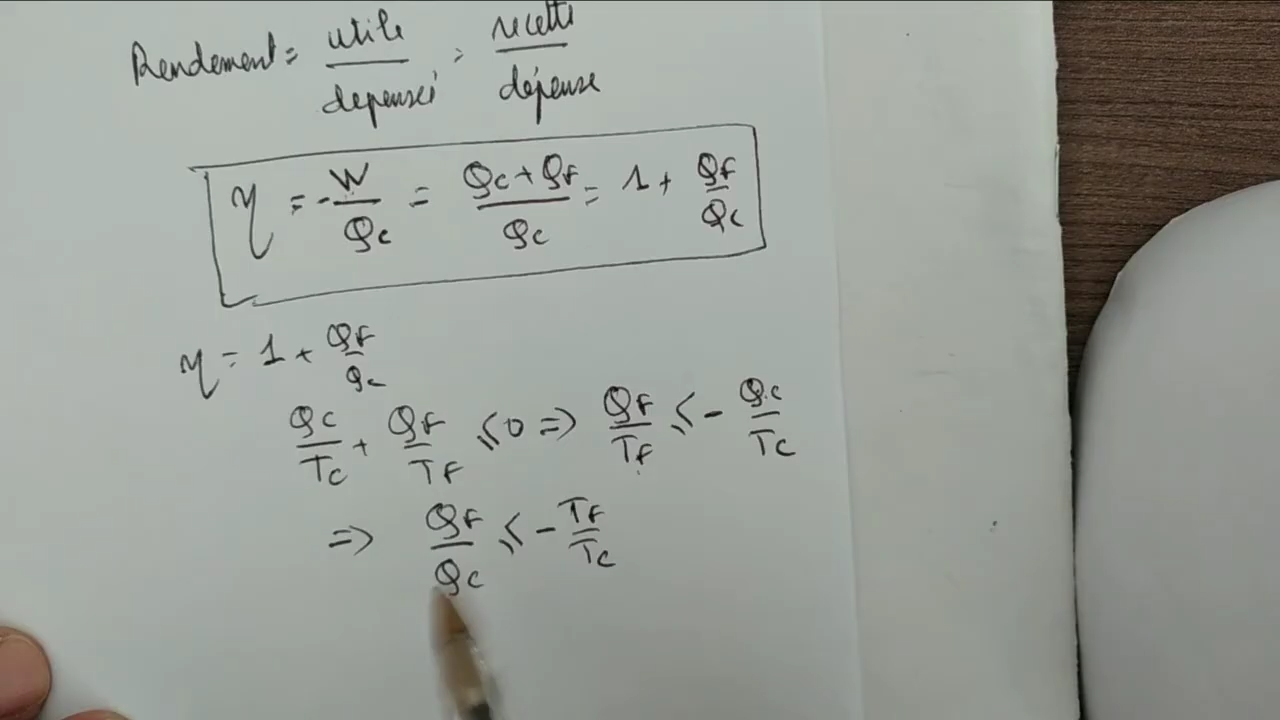 Rendement = utile / depensé = recette / dépense
η = -W/Qc = (Qc + Qf)/Qc = 1 + Qf/Qc
η = 1 + Qf/Qc
Qc/Tc + Qf/Tf ≤ 0 => Qf/Tf ≤ - Qc/Tc
=> Qf/Qc ≤ - Tf/Tc